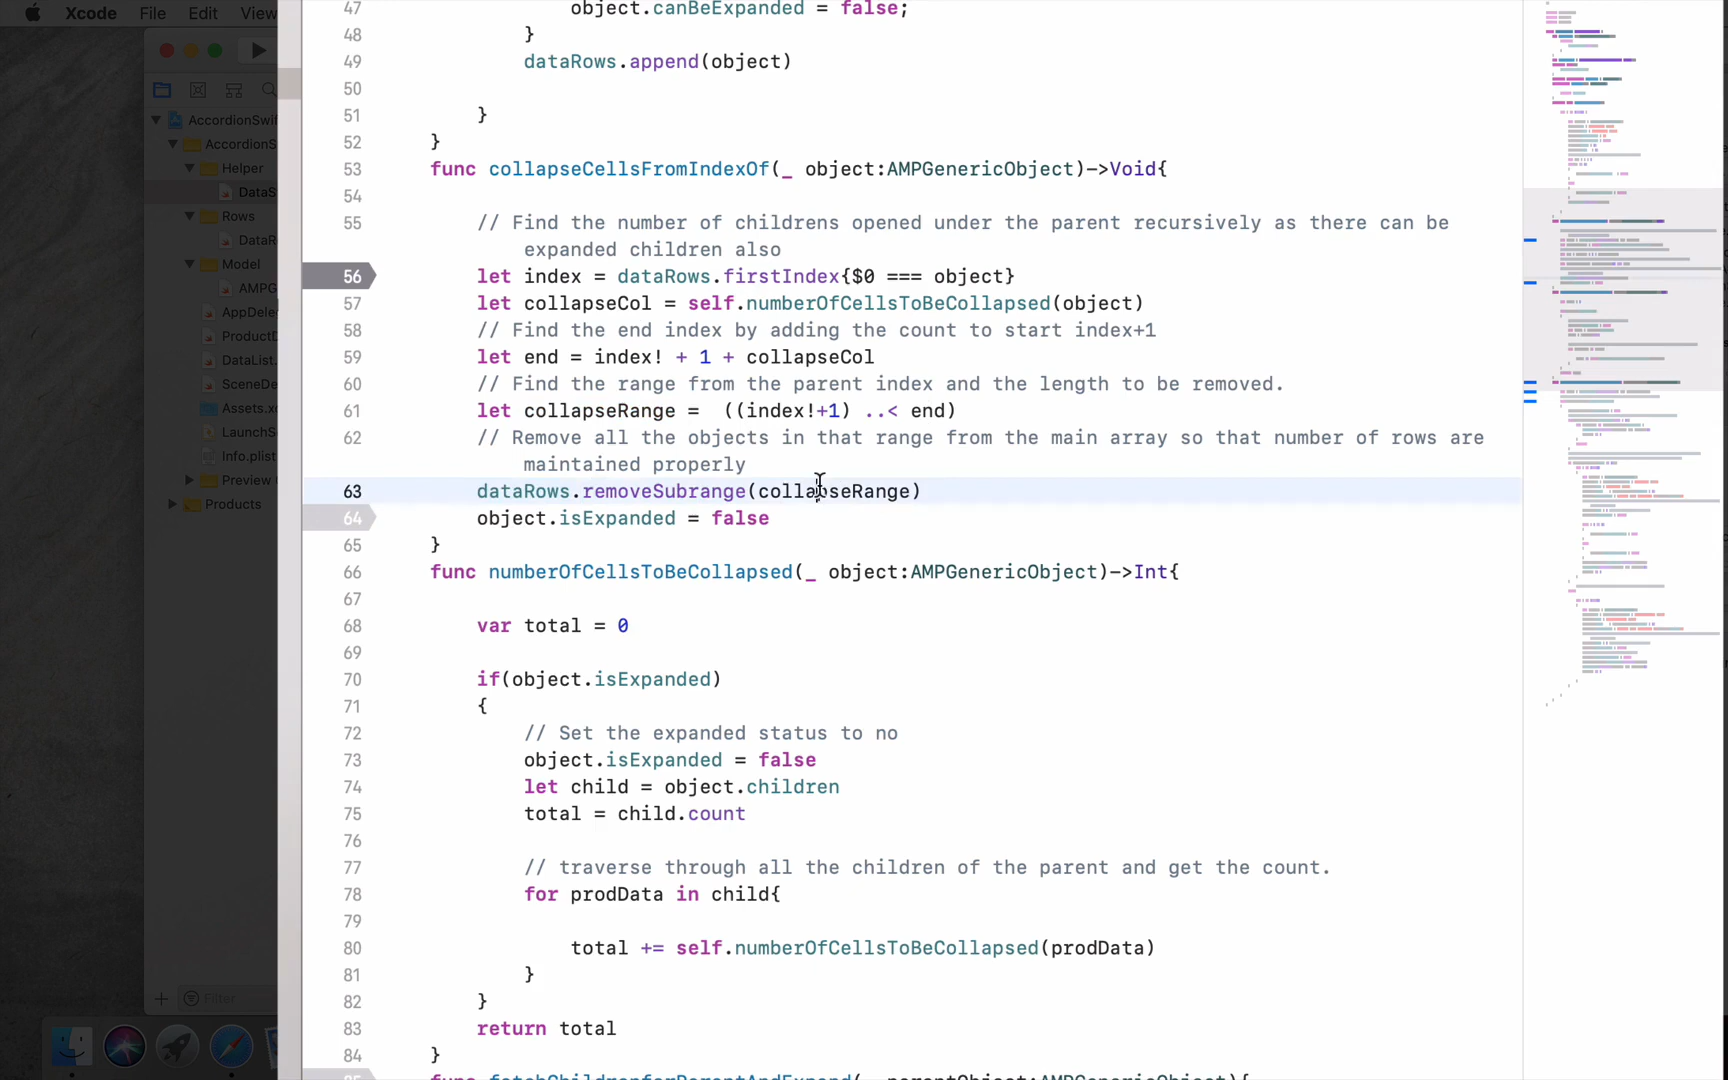 Xcode File Edit View
AccordionSwif
AccordionS
Helper
DataS
Rows
DataR
Model
AMPG
AppDele
ProductD
DataList.
SceneDe
Assets.xc
LaunchS
Info.plist
Preview
Products
Filter
47 object.canBeExpanded = false;
48 }
49 dataRows.append(object)
50
51 }
52 }
53 func collapseCellsFromIndexOf(_ object:AMPGenericObject)->Void{
54
55 // Find the number of childrens opened under the parent recursively as there can be
expanded children also
56 let index = dataRows.firstIndex{$0 === object}
57 let collapseCol = self.numberOfCellsToBeCollapsed(object)
58 // Find the end index by adding the count to start index+1
59 let end = index! + 1 + collapseCol
60 // Find the range from the parent index and the length to be removed.
61 let collapseRange =  ((index!+1) ..< end)
62 // Remove all the objects in that range from the main array so that number of rows are
maintained properly
63 dataRows.removeSubrange(collapseRange)
64 object.isExpanded = false
65 }
66 func numberOfCellsToBeCollapsed(_ object:AMPGenericObject)->Int{
67
68 var total = 0
69
70 if(object.isExpanded)
71 {
72 // Set the expanded status to no
73 object.isExpanded = false
74 let child = object.children
75 total = child.count
76
77 // traverse through all the children of the parent and get the count.
78 for prodData in child{
79
80 total += self.numberOfCellsToBeCollapsed(prodData)
81 }
82 }
83 return total
84 }
85 func fetchChildrenforParentAndExpand(_ parentObject:AMPGenericObject){